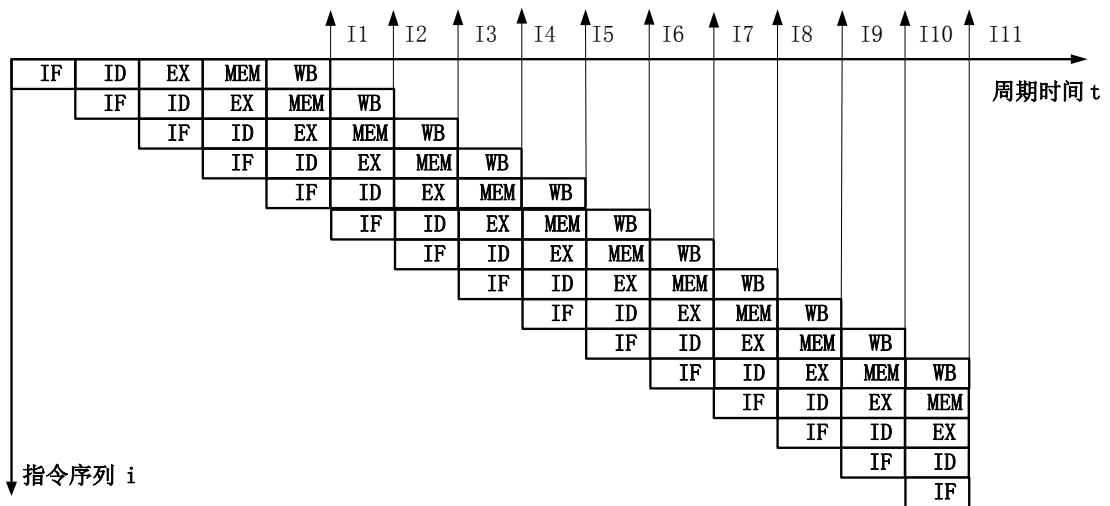 I1 I2 I3 I4 I5 I6 I7 I8 I9 I10 I11
IF ID EX MEM WB
周期时间 t
IF ID EX MEM WB
IF ID EX MEM WB
IF ID EX MEM WB
IF ID EX MEM WB
IF ID EX MEM WB
IF ID EX MEM WB
IF ID EX MEM WB
IF ID EX MEM WB
IF ID EX MEM WB
IF ID EX MEM WB
IF ID EX MEM
IF ID EX
IF ID
指令序列 i
IF